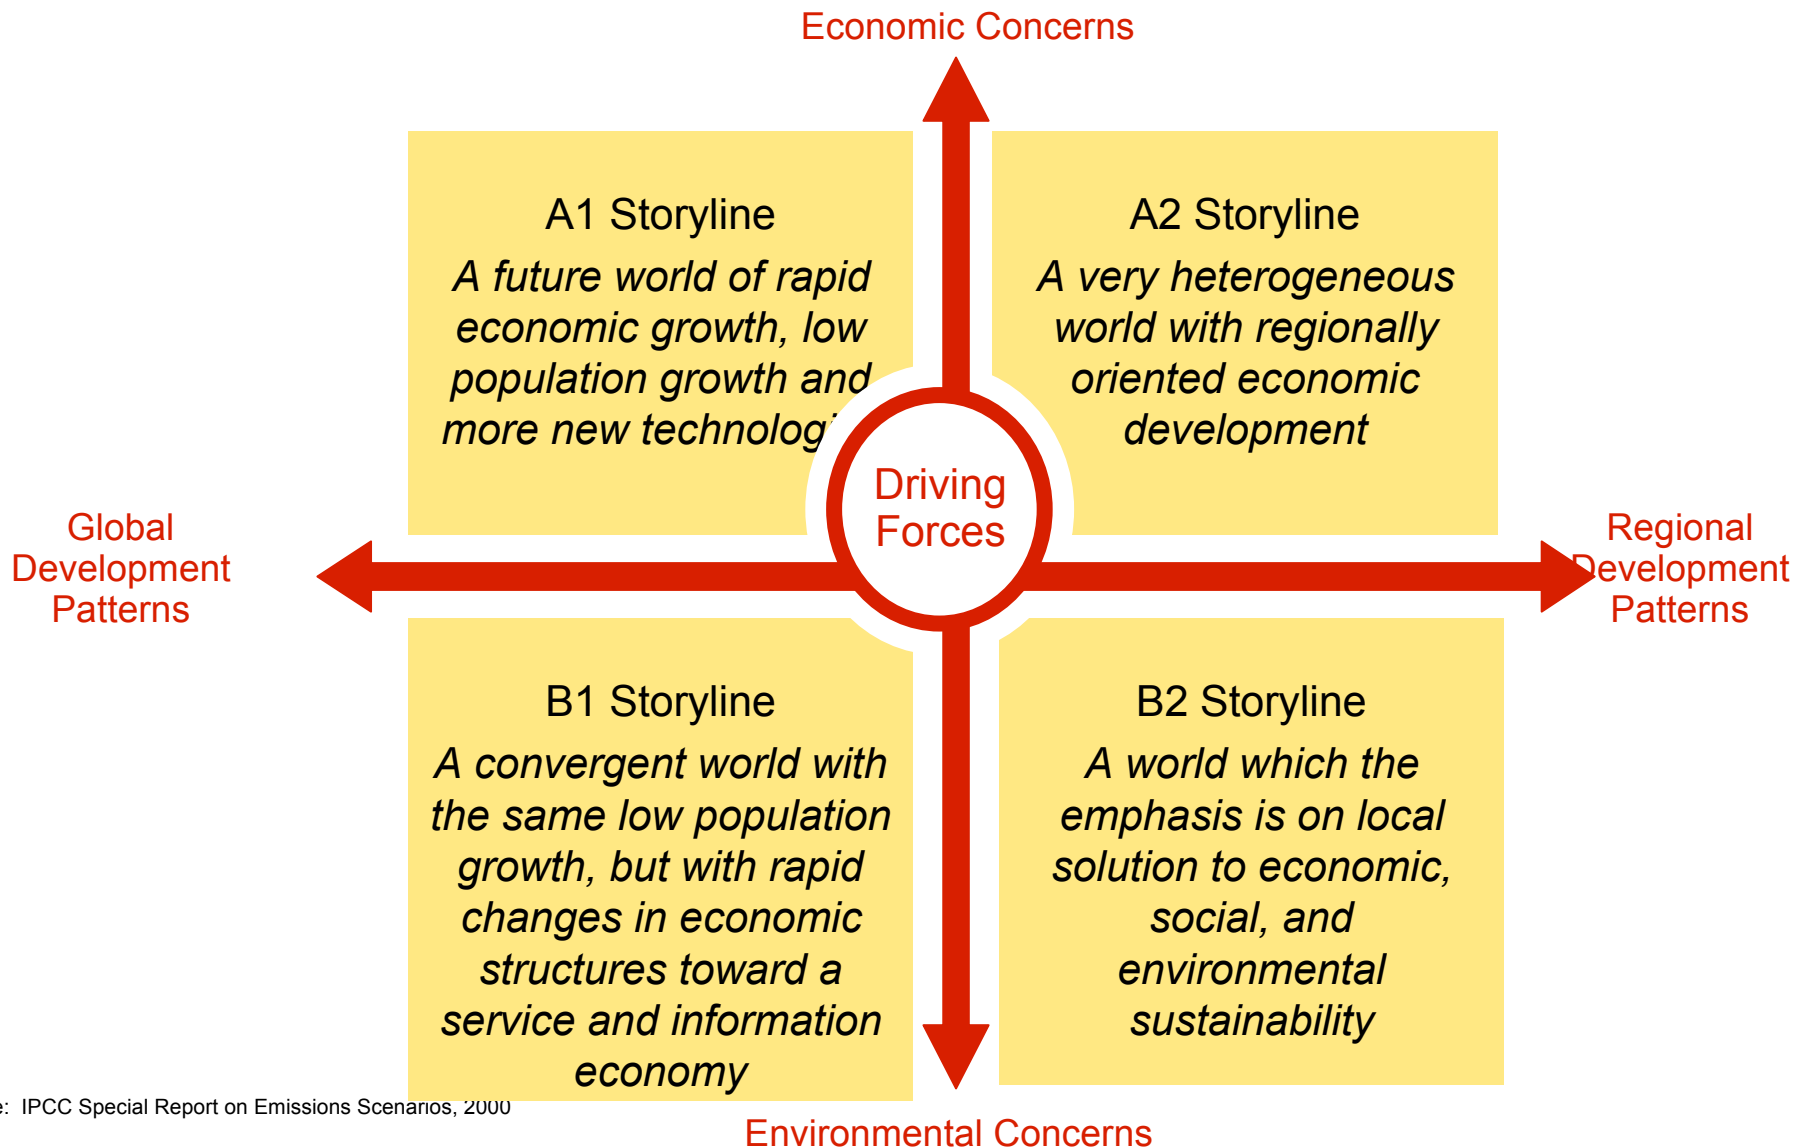 Economic Concerns
A1 Storyline
A future world of rapid
economic growth, low
population growth and
more new technologi
A2 Storyline
A very heterogeneous
world with regionally
oriented economic
development
Driving
Forces
Global
Development
Patterns
Regional
Development
Patterns
B1 Storyline
A convergent world with
the same low population
growth, but with rapid
changes in economic
structures toward a
service and information
economy
B2 Storyline
A world which the
emphasis is on local
solution to economic,
social, and
environmental
sustainability
e: IPCC Special Report on Emissions Scenarios, 2000
Environmental Concerns